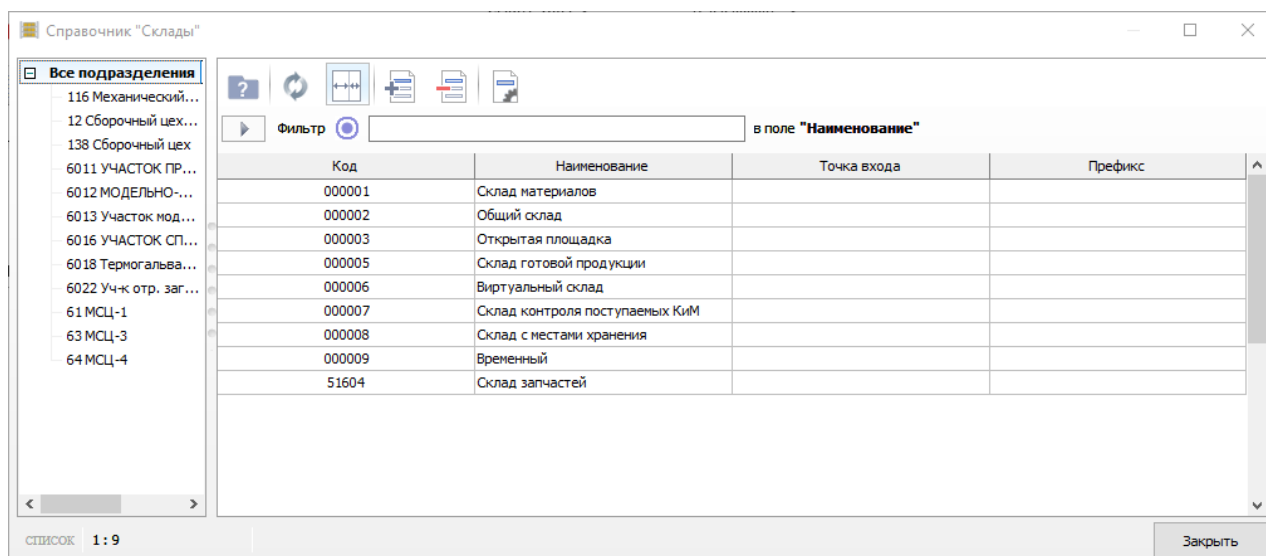 Справочник "Склады"
Все подразделения
116 Механический...
12 Сборочный цех...
138 Сборочный цех
6011 УЧАСТОК ПР...
6012 МОДЕЛЬНО-...
6013 Участок мод...
6016 УЧАСТОК СП...
6018 Термогальва...
6022 Уч-к отр. заг...
61 МСЦ-1
63 МСЦ-3
64 МСЦ-4
Фильтр в поле "Наименование"
Код Наименование Точка входа Префикс
000001 Склад материалов
000002 Общий склад
000003 Открытая площадка
000005 Склад готовой продукции
000006 Виртуальный склад
000007 Склад контроля поступаемых КиМ
000008 Склад с местами хранения
000009 Временный
51604 Склад запчастей
СПИСОК 1 : 9
Закрыть